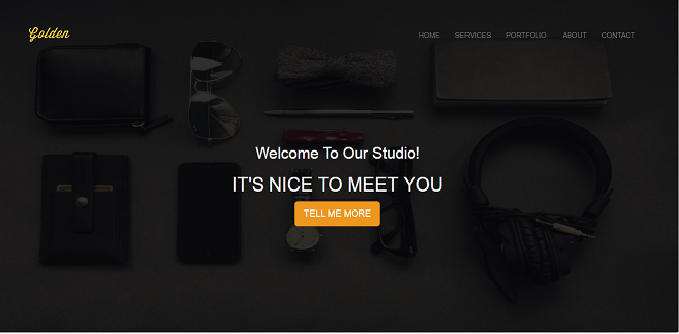 Golden
HOME SERVICES PORTFOLIO ABOUT CONTACT
Welcome To Our Studio!
IT'S NICE TO MEET YOU
TELL ME MORE